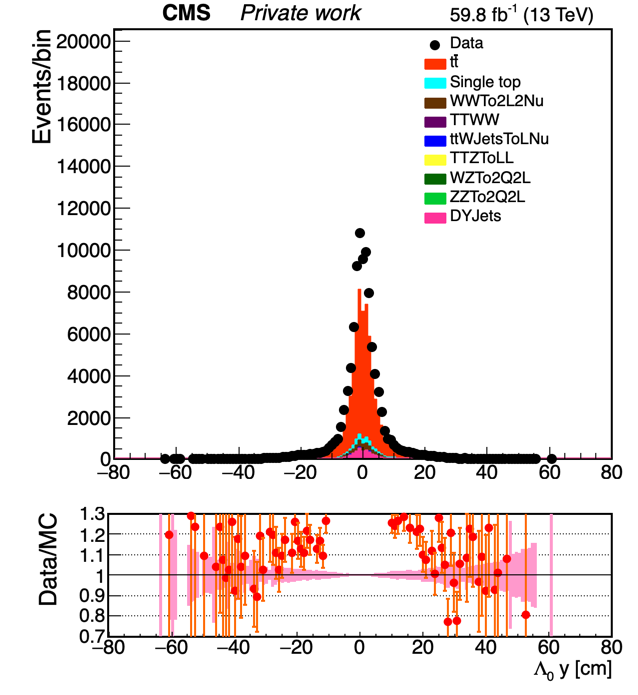 CMS Private work 59.8 fb⁻¹ (13 TeV)
Events/bin
20000
18000
16000
14000
12000
10000
8000
6000
4000
2000
0
Data
tt̄
Single top
WWTo2L2Nu
TTWW
ttWJetsToLNu
TTZToLL
WZTo2Q2L
ZZTo2Q2L
DYJets
−80 −60 −40 −20 0 20 40 60 80
Data/MC
1.3
1.2
1.1
1
0.9
0.8
0.7
−80 −60 −40 −20 0 20 40 60 80
Λ₀ y [cm]